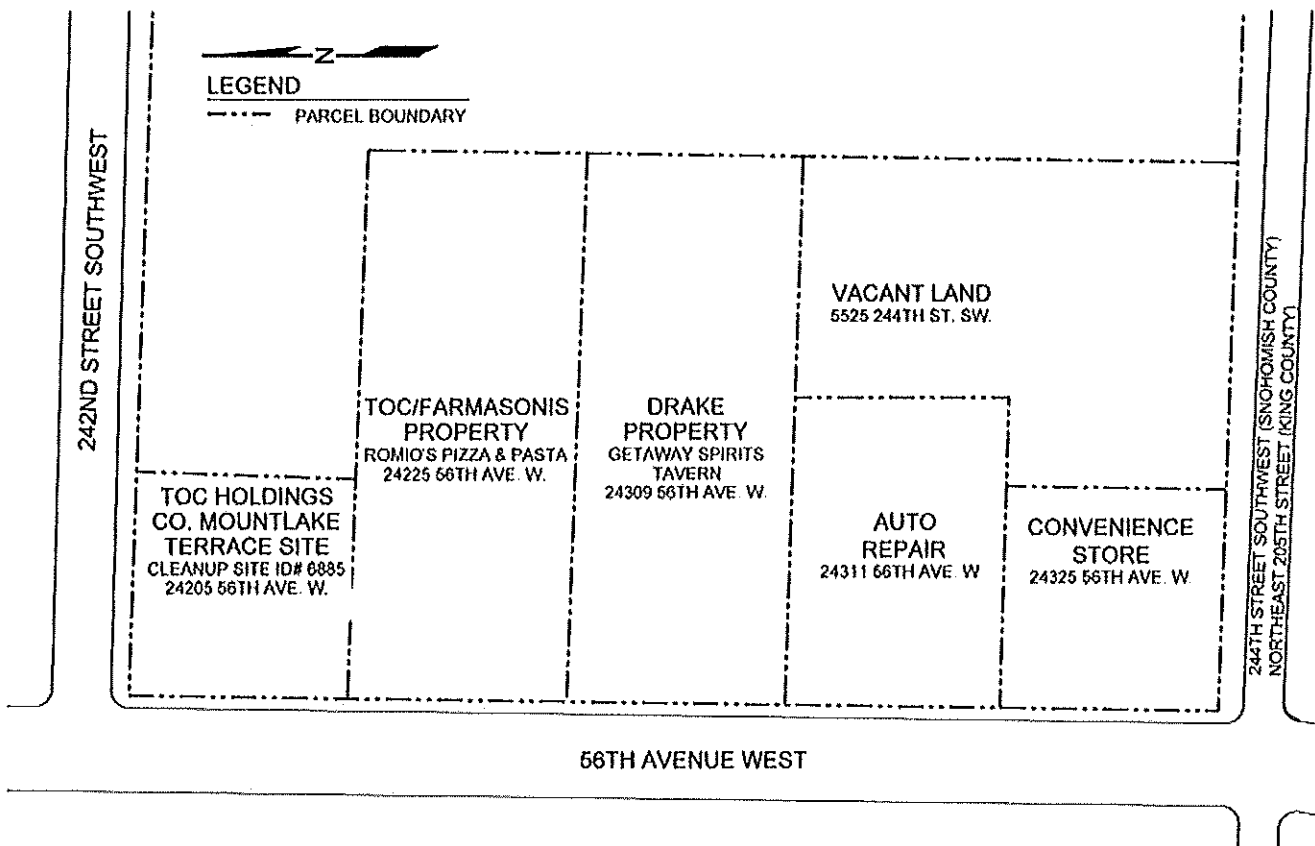 N
LEGEND
PARCEL BOUNDARY
242ND STREET SOUTHWEST
VACANT LAND
5525 244TH ST. SW.
TOC/FARMASONIS
PROPERTY
ROMIO'S PIZZA & PASTA
24225 56TH AVE. W.
DRAKE
PROPERTY
GETAWAY SPIRITS
TAVERN
24309 56TH AVE. W.
TOC HOLDINGS
CO. MOUNTLAKE
TERRACE SITE
CLEANUP SITE ID# 6885
24205 56TH AVE. W.
AUTO
REPAIR
24311 56TH AVE. W
CONVENIENCE
STORE
24325 56TH AVE. W.
244TH STREET SOUTHWEST (SNOHOMISH COUNTY)
NORTHEAST 205TH STREET (KING COUNTY)
56TH AVENUE WEST